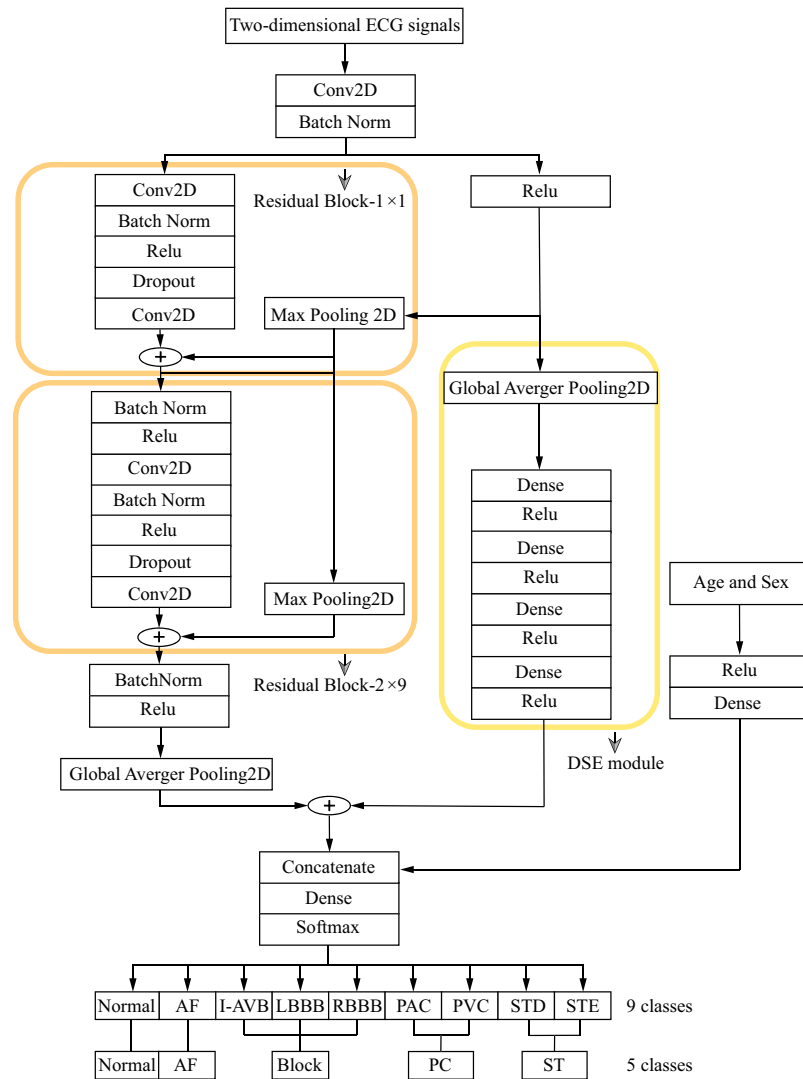 Two-dimensional ECG signals
Conv2D
Batch Norm
Conv2D
Batch Norm
Relu
Dropout
Conv2D
+
Residual Block-1×1
Max Pooling 2D
Relu
Batch Norm
Relu
Conv2D
Batch Norm
Relu
Dropout
Conv2D
+
Max Pooling2D
Residual Block-2×9
BatchNorm
Relu
Global Averger Pooling2D
Global Averger Pooling2D
Dense
Relu
Dense
Relu
Dense
Relu
Dense
Relu
DSE module
Age and Sex
Relu
Dense
+
Concatenate
Dense
Softmax
Normal AF I-AVB LBBB RBBB PAC PVC STD STE 9 classes
Normal AF Block PC ST 5 classes